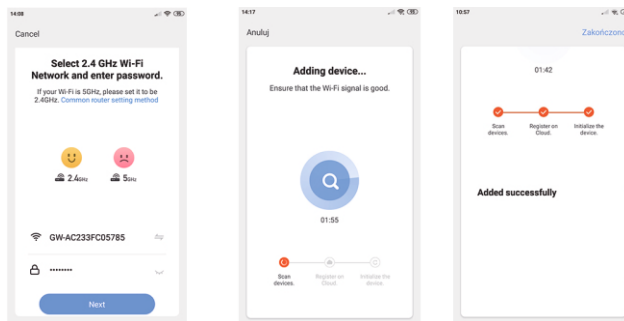 14:08
Cancel
Select 2.4 GHz Wi-Fi
Network and enter password.
If your Wi-Fi is 5GHz, please set it to be
2.4GHz. Common router setting method
2.4GHz
5GHz
GW-AC233FC05785
••••••••
Next
14:17
Anuluj
Adding device...
Ensure that the Wi-Fi signal is good.
01:55
Scan
devices.
Register on
Cloud.
Initialize the
device.
10:57
Zakończono
01:42
Scan
devices.
Register on
Cloud.
Initialize the
device.
Added successfully